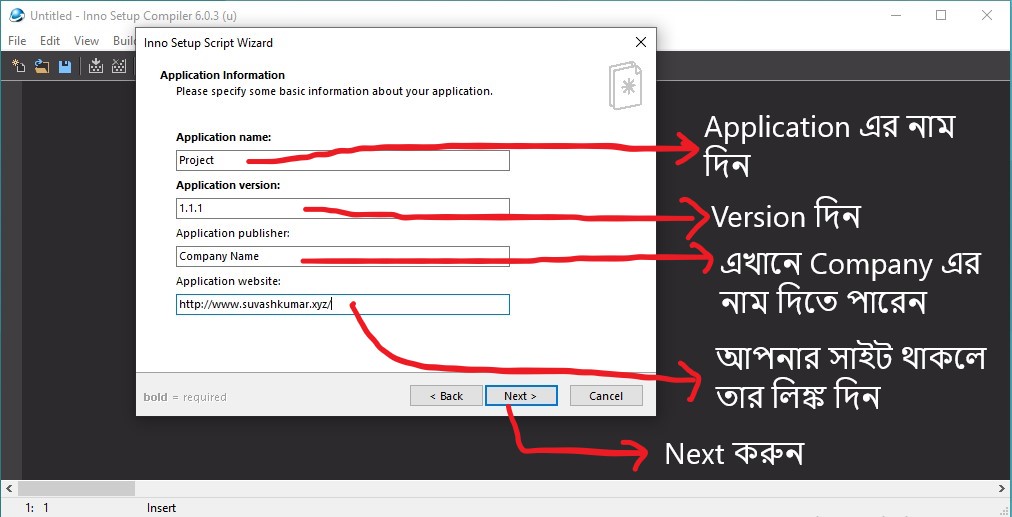 Untitled - Inno Setup Compiler 6.0.3 (u)
File Edit View Buil
Inno Setup Script Wizard
Application Information
Please specify some basic information about your application.
Application name:
Project
Application version:
1.1.1
Application publisher:
Company Name
Application website:
http://www.suvashkumar.xyz/
bold = required
< Back
Next >
Cancel
Application এর নাম
দিন
Version দিন
এখানে Company এর
নাম দিতে পারেন
আপনার সাইট থাকলে
তার লিঙ্ক দিন
Next করুন
1: 1
Insert